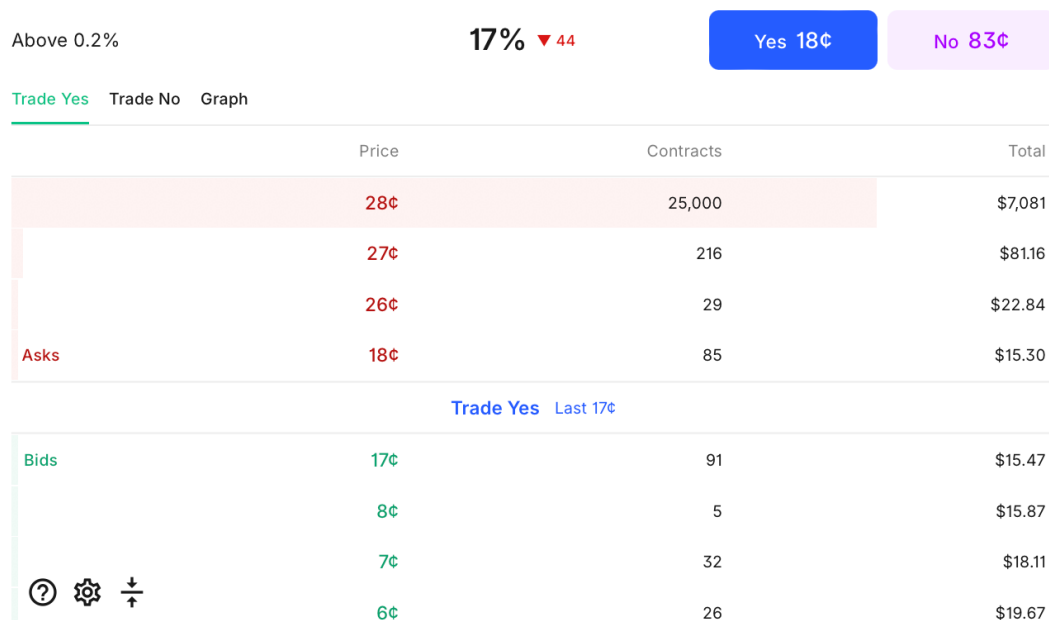 Above 0.2% 17% ▼ 44 Yes 18¢ No 83¢
Trade Yes Trade No Graph
Price Contracts Total
28¢ 25,000 $7,081
27¢ 216 $81.16
26¢ 29 $22.84
Asks 18¢ 85 $15.30
Trade Yes Last 17¢
Bids 17¢ 91 $15.47
8¢ 5 $15.87
7¢ 32 $18.11
6¢ 26 $19.67